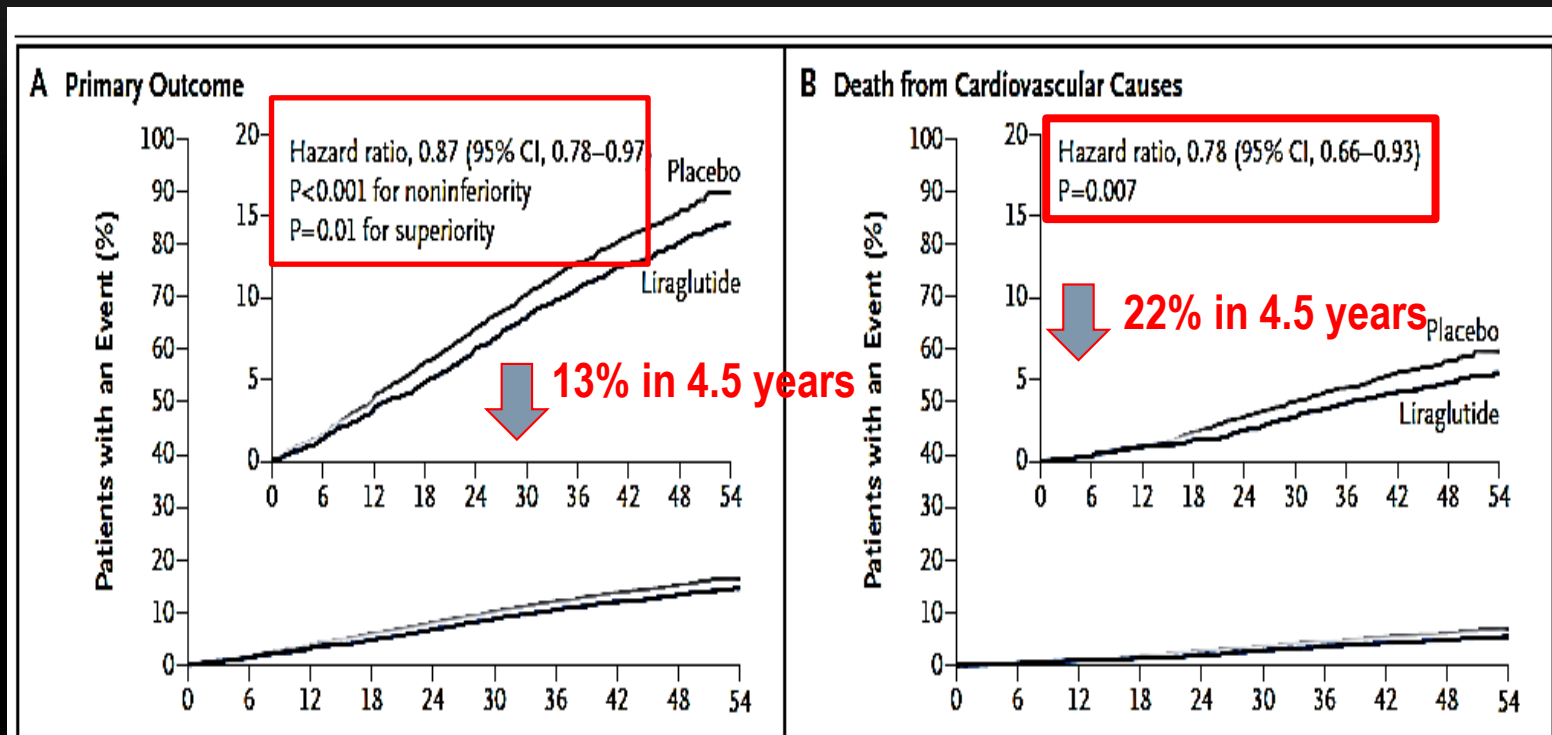 A Primary Outcome
100
90
80
70
60
50
40
30
20
10
0
Patients with an Event (%)
20
15
10
5
0
Hazard ratio, 0.87 (95% CI, 0.78–0.97)
P<0.001 for noninferiority
P=0.01 for superiority
Placebo
Liraglutide
13% in 4.5 years
0 6 12 18 24 30 36 42 48 54
0 6 12 18 24 30 36 42 48 54
B Death from Cardiovascular Causes
100
90
80
70
60
50
40
30
20
10
0
Patients with an Event (%)
20
15
10
5
0
Hazard ratio, 0.78 (95% CI, 0.66–0.93)
P=0.007
22% in 4.5 years
Placebo
Liraglutide
0 6 12 18 24 30 36 42 48 54
0 6 12 18 24 30 36 42 48 54